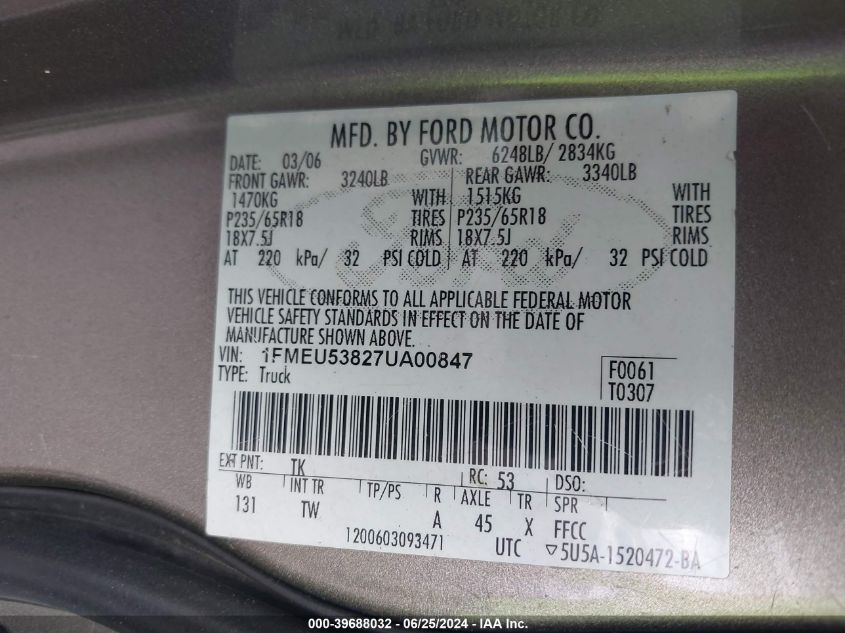 MFD. BY FORD MOTOR CO.
DATE: 03/06 GVWR: 6248LB/ 2834KG
FRONT GAWR: 3240LB REAR GAWR: 3340LB
1470KG WITH 1515KG WITH
P235/65R18 TIRES P235/65R18 TIRES
18X7.5J RIMS 18X7.5J RIMS
AT 220 kPa/ 32 PSI COLD AT 220 kPa/ 32 PSI COLD
Ford
THIS VEHICLE CONFORMS TO ALL APPLICABLE FEDERAL MOTOR
VEHICLE SAFETY STANDARDS IN EFFECT ON THE DATE OF
MANUFACTURE SHOWN ABOVE.
VIN: 1FMEU53827UA00847
TYPE: Truck
F0061
T0307
EXT PNT: TK RC: 53 DSO:
WB INT TR TP/PS R AXLE TR SPR
131 TW A 45 X FFCC
1200603093471 UTC ▽5U5A-1520472-BA
000-39688032 - 06/25/2024 - IAA Inc.